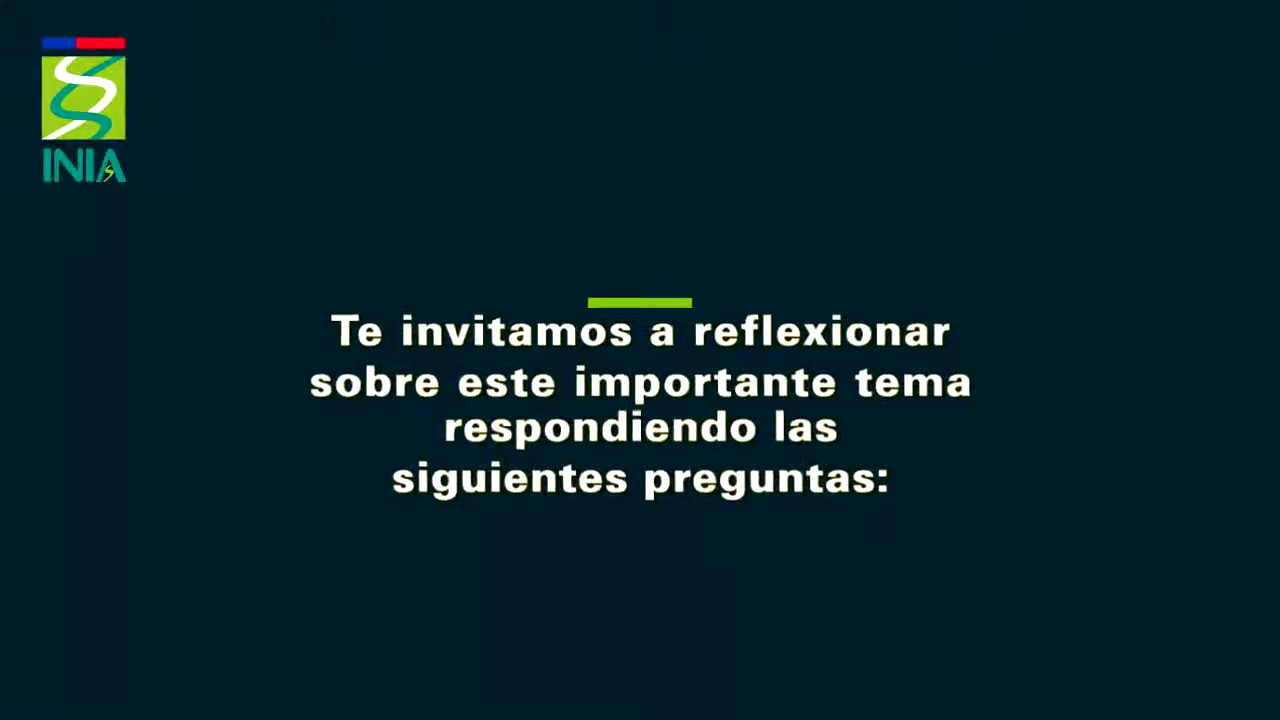 INIA
Te invitamos a reflexionar
sobre este importante tema
respondiendo las
siguientes preguntas: